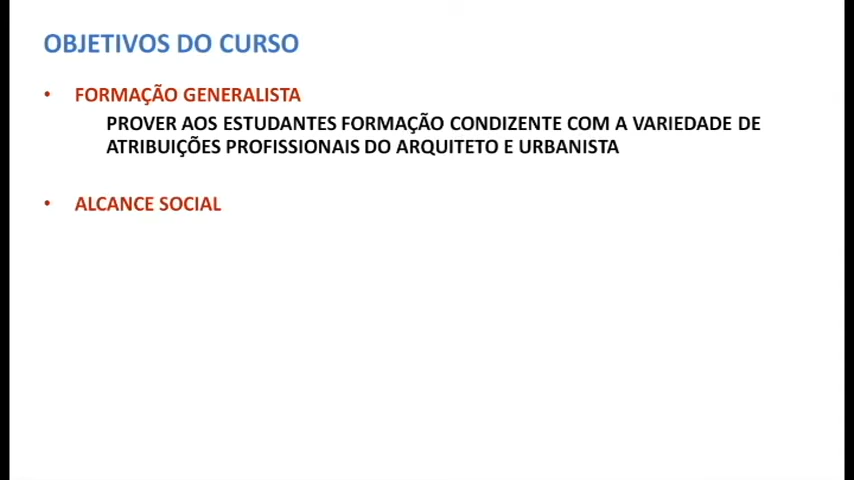 OBJETIVOS DO CURSO
• FORMAÇÃO GENERALISTA
PROVER AOS ESTUDANTES FORMAÇÃO CONDIZENTE COM A VARIEDADE DE
ATRIBUIÇÕES PROFISSIONAIS DO ARQUITETO E URBANISTA
• ALCANCE SOCIAL